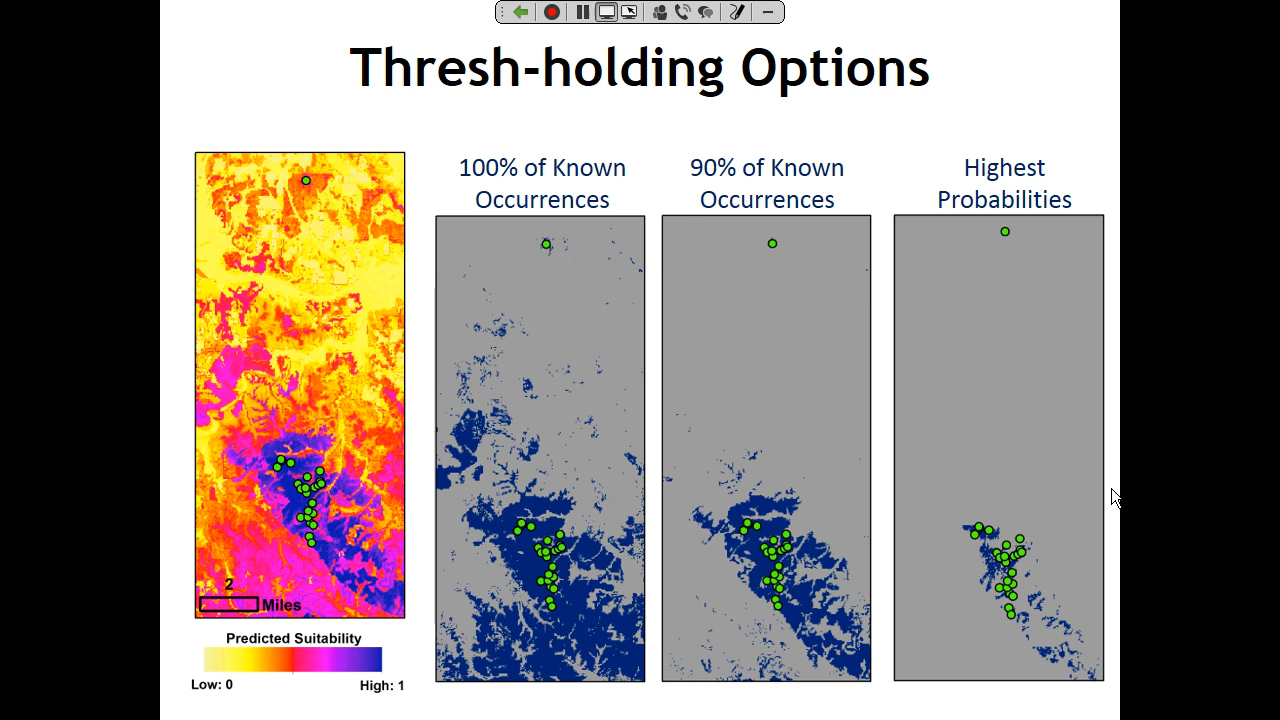 Thresh-holding Options
100% of Known
Occurrences
90% of Known
Occurrences
Highest
Probabilities
2
Miles
Predicted Suitability
Low: 0
High: 1